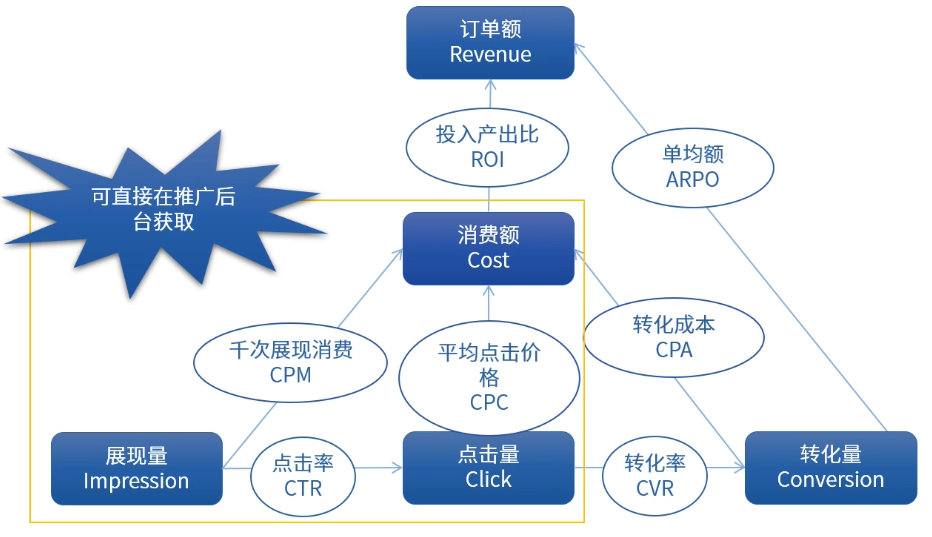 订单额
Revenue
投入产出比
ROI
单均额
ARPO
可直接在推广后
台获取
消费额
Cost
千次展现消费
CPM
平均点击价
格
CPC
转化成本
CPA
展现量
Impression
点击率
CTR
点击量
Click
转化率
CVR
转化量
Conversion